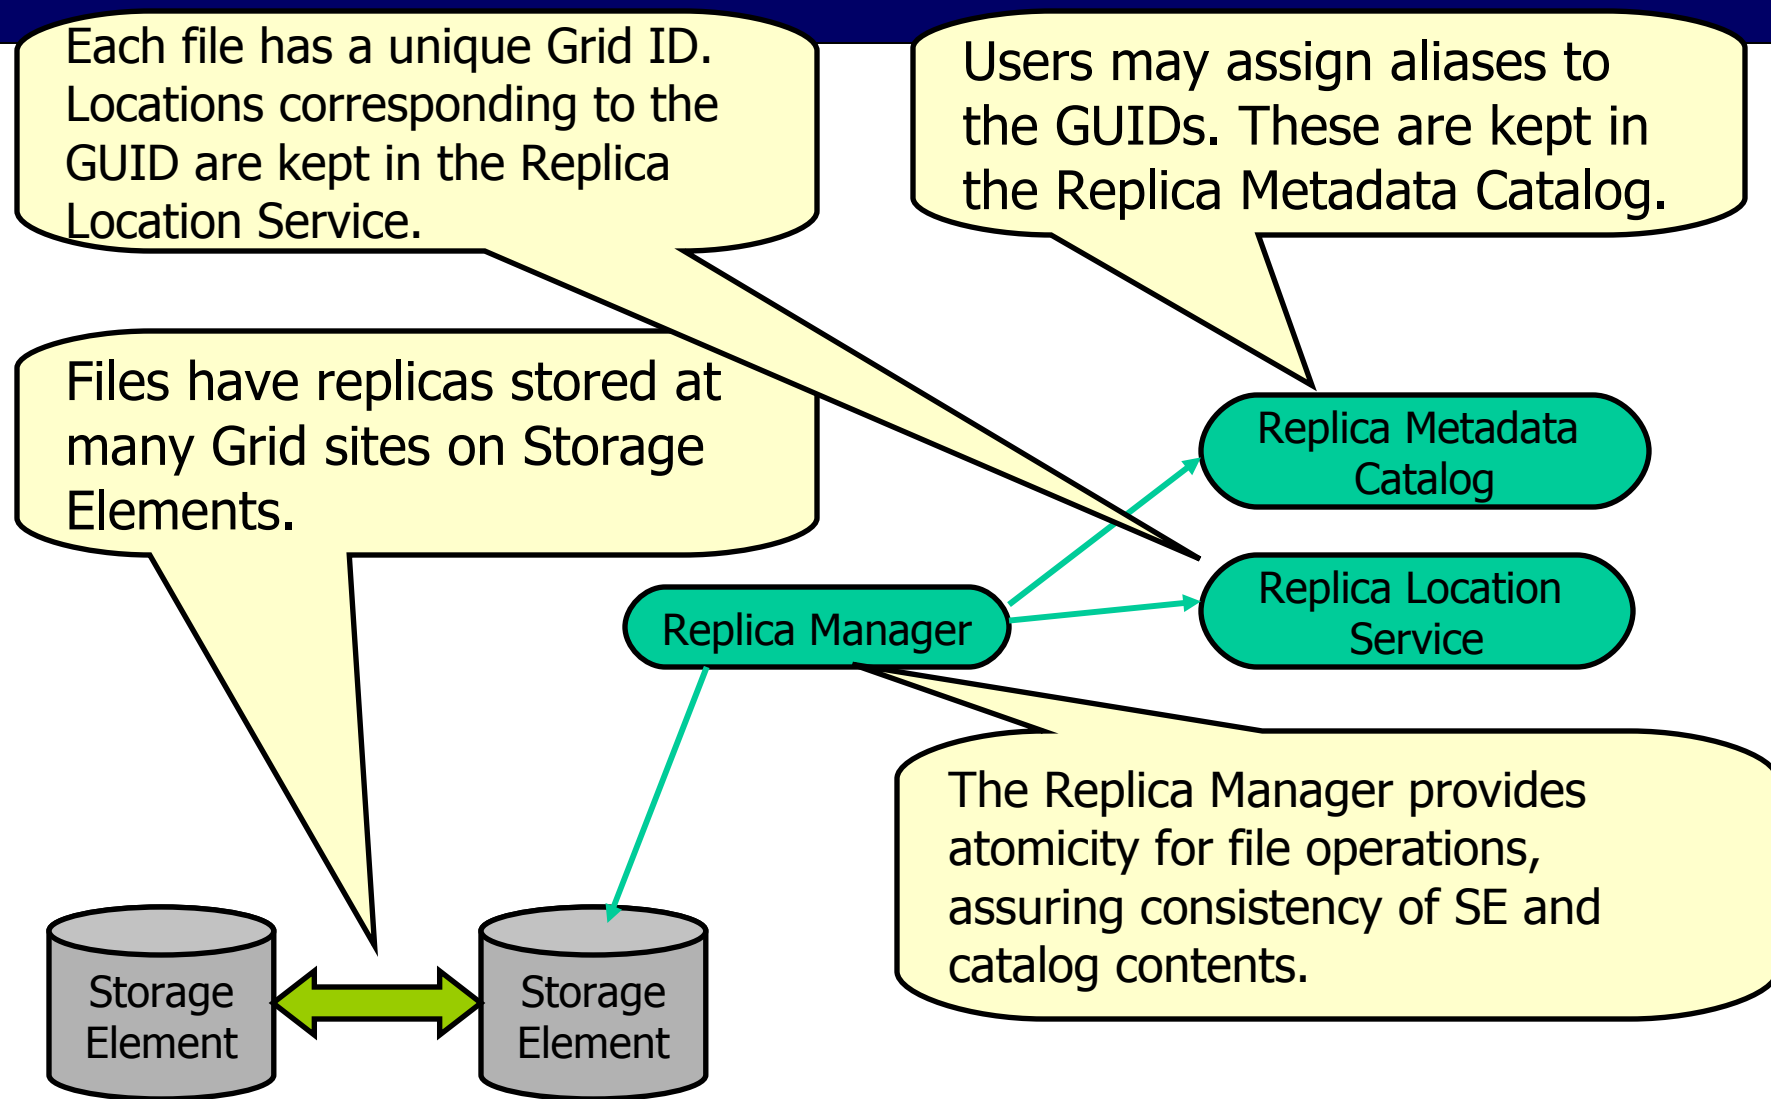 Each file has a unique Grid ID.
Locations corresponding to the
GUID are kept in the Replica
Location Service.
Users may assign aliases to
the GUIDs. These are kept in
the Replica Metadata Catalog.
Files have replicas stored at
many Grid sites on Storage
Elements.
Replica Metadata
Catalog
Replica Location
Service
Replica Manager
The Replica Manager provides
atomicity for file operations,
assuring consistency of SE and
catalog contents.
Storage
Element
Storage
Element